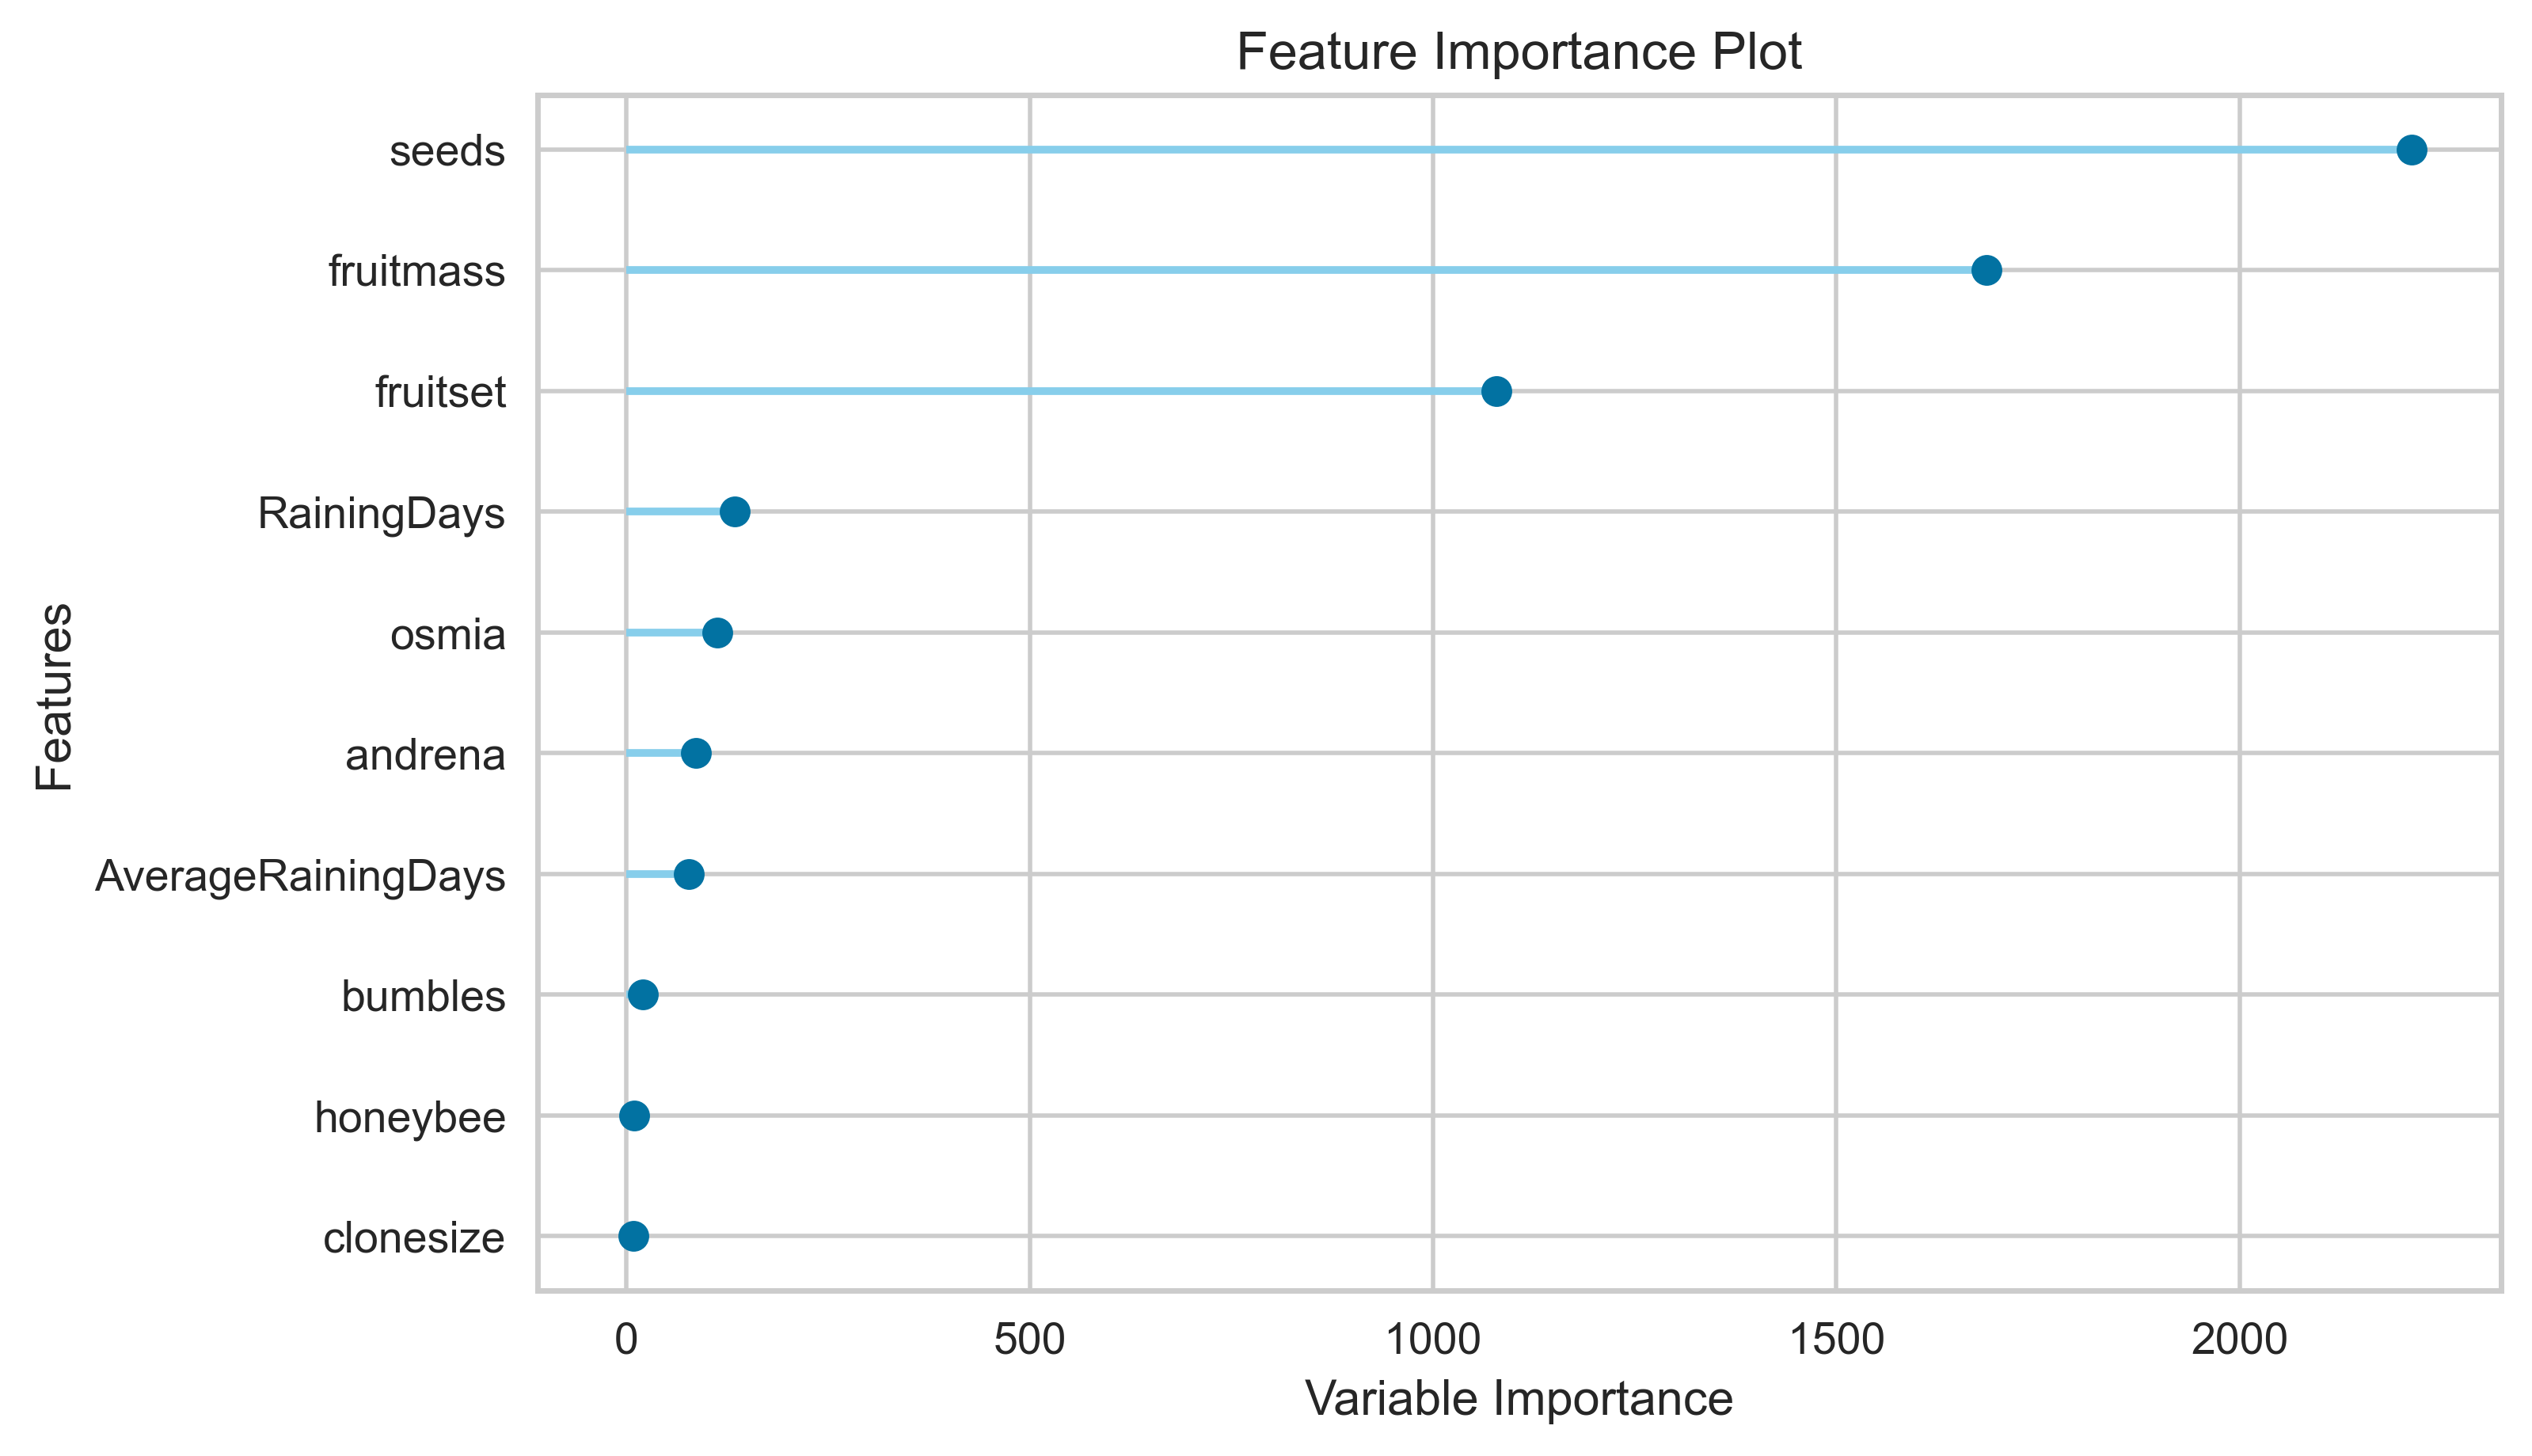 Feature Importance Plot
seeds
fruitmass
fruitset
RainingDays
osmia
andrena
AverageRainingDays
bumbles
honeybee
clonesize
Features
0 500 1000 1500 2000
Variable Importance